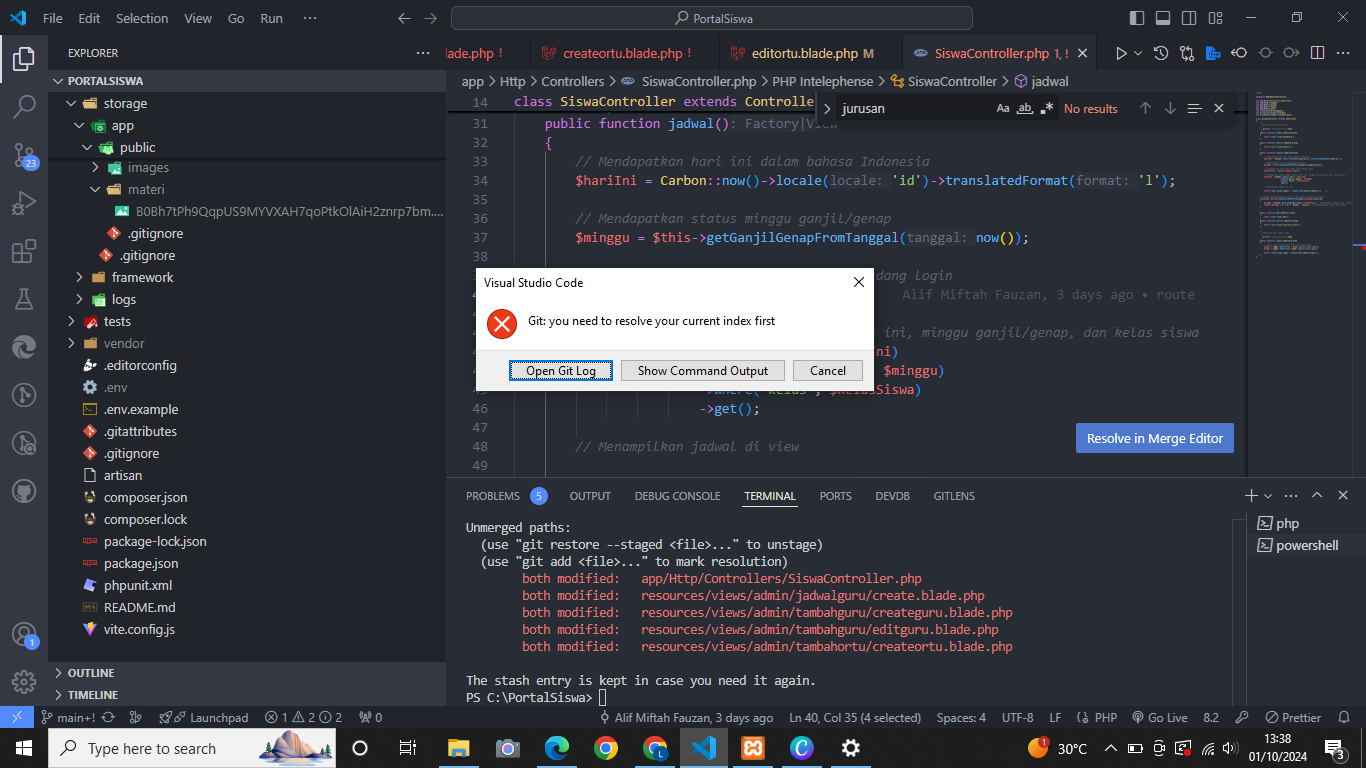 File Edit Selection View Go Run ··· PortalSiswa
EXPLORER
PORTALSISWA
storage
app
public
images
materi
B0Bh7tPh9QqpUS9MYVXAH7qoPtkOlAiH2znrp7bm....
.gitignore
.gitignore
framework
logs
tests
vendor
.editorconfig
.env
.env.example
.gitattributes
.gitignore
artisan
composer.json
composer.lock
package-lock.json
package.json
phpunit.xml
README.md
vite.config.js
OUTLINE
TIMELINE
23
1
lade.php ! createortu.blade.php ! editortu.blade.php M SiswaController.php 1, !
app > Http > Controllers > SiswaController.php > PHP Intelephense > SiswaController > jadwal
jurusan Aa ab .* No results
14 class SiswaController extends Controlle
31 public function jadwal(): Factory|View
32 {
33 // Mendapatkan hari ini dalam bahasa Indonesia
34 $hariIni = Carbon::now()->locale(locale: 'id')->translatedFormat(format: 'l');
35
36 // Mendapatkan status minggu ganjil/genap
37 $minggu = $this->getGanjilGenapFromTanggal(tanggal: now());
38
dang login
Alif Miftah Fauzan, 3 days ago • route
ini, minggu ganjil/genap, dan kelas siswa
ni)
$minggu)
Siswa)
46 ->get();
47
48 // Menampilkan jadwal di view
49
Visual Studio Code
Git: you need to resolve your current index first
Open Git Log Show Command Output Cancel
Resolve in Merge Editor
PROBLEMS 5 OUTPUT DEBUG CONSOLE TERMINAL PORTS DEVDB GITLENS
Unmerged paths:
(use "git restore --staged <file>..." to unstage)
(use "git add <file>..." to mark resolution)
both modified: app/Http/Controllers/SiswaController.php
both modified: resources/views/admin/jadwalguru/create.blade.php
both modified: resources/views/admin/tambahguru/createguru.blade.php
both modified: resources/views/admin/tambahguru/editguru.blade.php
both modified: resources/views/admin/tambahortu/createortu.blade.php
The stash entry is kept in case you need it again.
PS C:\PortalSiswa>
php
powershell
main+! Launchpad 1 2 2 0 Alif Miftah Fauzan, 3 days ago Ln 40, Col 35 (4 selected) Spaces: 4 UTF-8 LF PHP Go Live 8.2 Prettier
Type here to search
1 30°C
13:38
01/10/2024
3